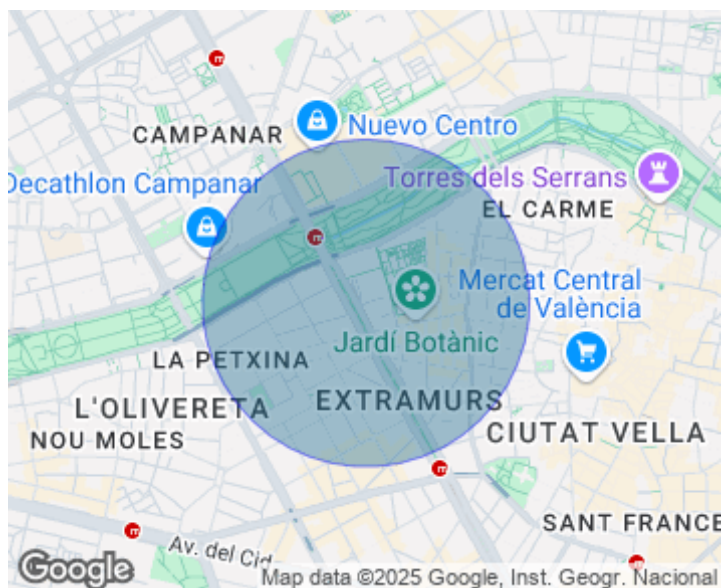 CAMPANAR
Nuevo Centro
Decathlon Campanar
Torres dels Serrans
EL CARME
Mercat Central
de València
Jardí Botànic
LA PETXINA
L'OLIVERETA
EXTRAMURS
NOU MOLES
CIUTAT VELLA
SANT FRANCE
Av. del Cid
Google
Map data ©2025 Google, Inst. Geogr. Nacional